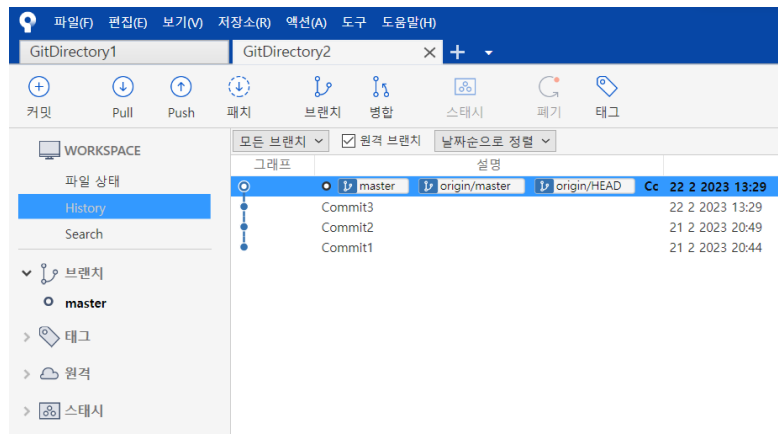 파일(F) 편집(E) 보기(V) 저장소(R) 액션(A) 도구 도움말(H)
GitDirectory1 GitDirectory2
커밋 Pull Push 패치 브랜치 병합 스태시 폐기 태그
모든 브랜치 원격 브랜치 날짜순으로 정렬
그래프 설명
master origin/master origin/HEAD Cc 22 2 2023 13:29
Commit3 22 2 2023 13:29
Commit2 21 2 2023 20:49
Commit1 21 2 2023 20:44
WORKSPACE
파일 상태
History
Search
브랜치
master
태그
원격
스태시